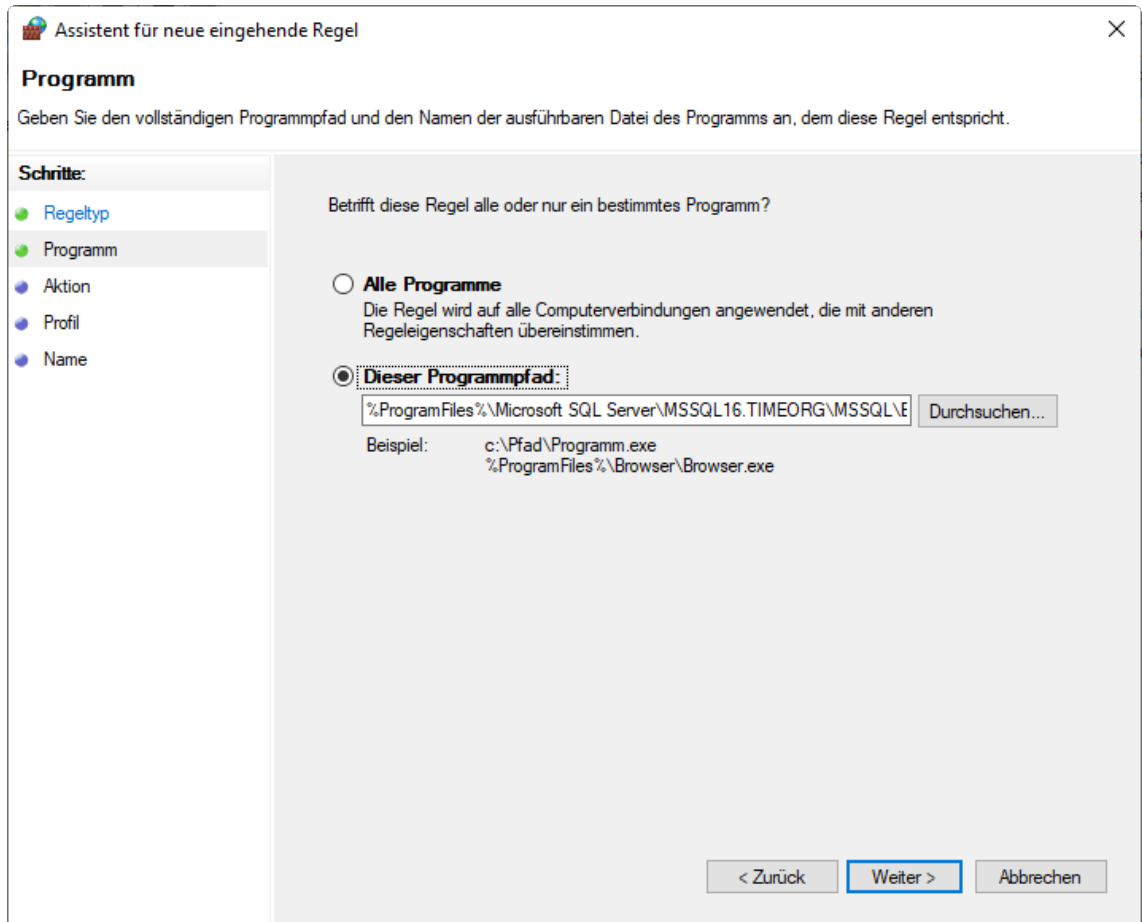 Assistent für neue eingehende Regel
Programm
Geben Sie den vollständigen Programmpfad und den Namen der ausführbaren Datei des Programms an, dem diese Regel entspricht.
Schritte:
Regeltyp
Programm
Aktion
Profil
Name
Betrifft diese Regel alle oder nur ein bestimmtes Programm?
Alle Programme
Die Regel wird auf alle Computerverbindungen angewendet, die mit anderen
Regeleigenschaften übereinstimmen.
Dieser Programmpfad:
%ProgramFiles%\Microsoft SQL Server\MSSQL16.TIMEORG\MSSQL\B Durchsuchen...
Beispiel: c:\Pfad\Programm.exe
%ProgramFiles%\Browser\Browser.exe
< Zurück Weiter > Abbrechen